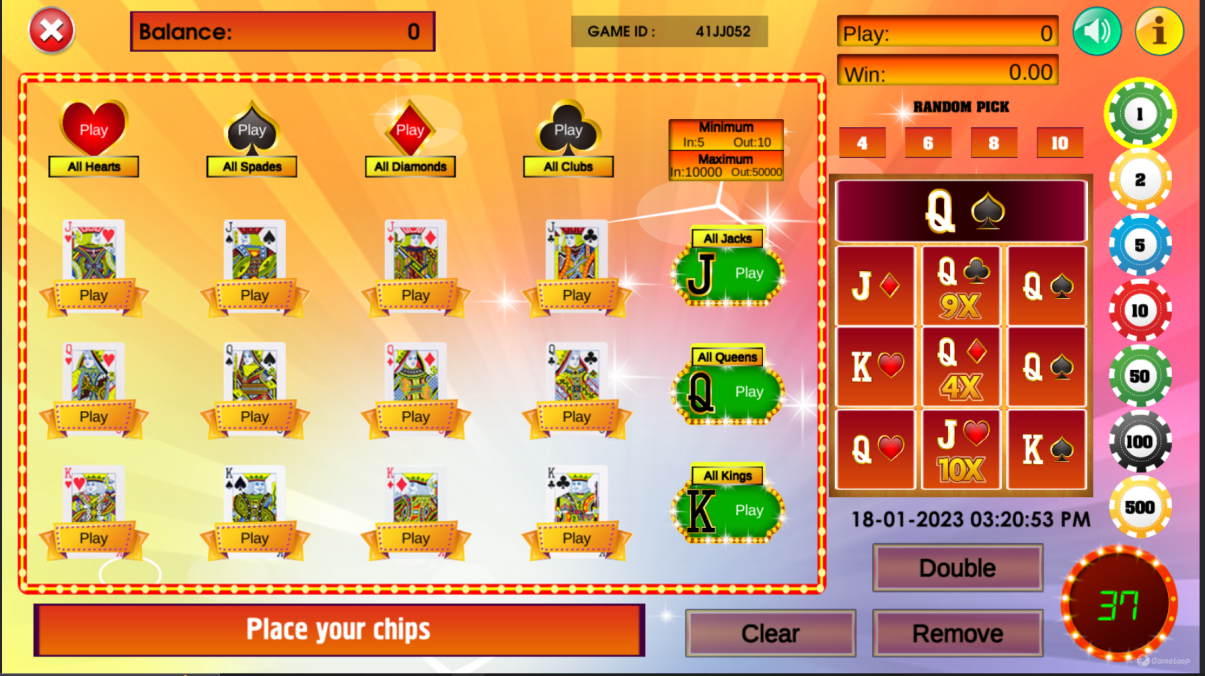 Balance: 0
GAME ID : 41JJ052
Play: 0
i
Win: 0.00
RANDOM PICK
4 6 8 10
Play Play Play Play
All Hearts All Spades All Diamonds All Clubs
Minimum
In:5 Out:10
Maximum
In:10000 Out:50000
J J J J
Play Play Play Play
All Jacks
J Play
Q Q Q Q
Play Play Play Play
All Queens
Q Play
K K K K
Play Play Play Play
All Kings
K Play
Q
J Q Q
9X
K Q Q
4X
Q J K
10X
1
2
5
10
50
100
500
18-01-2023 03:20:53 PM
Double
37
Place your chips
Clear
Remove
GameLoop